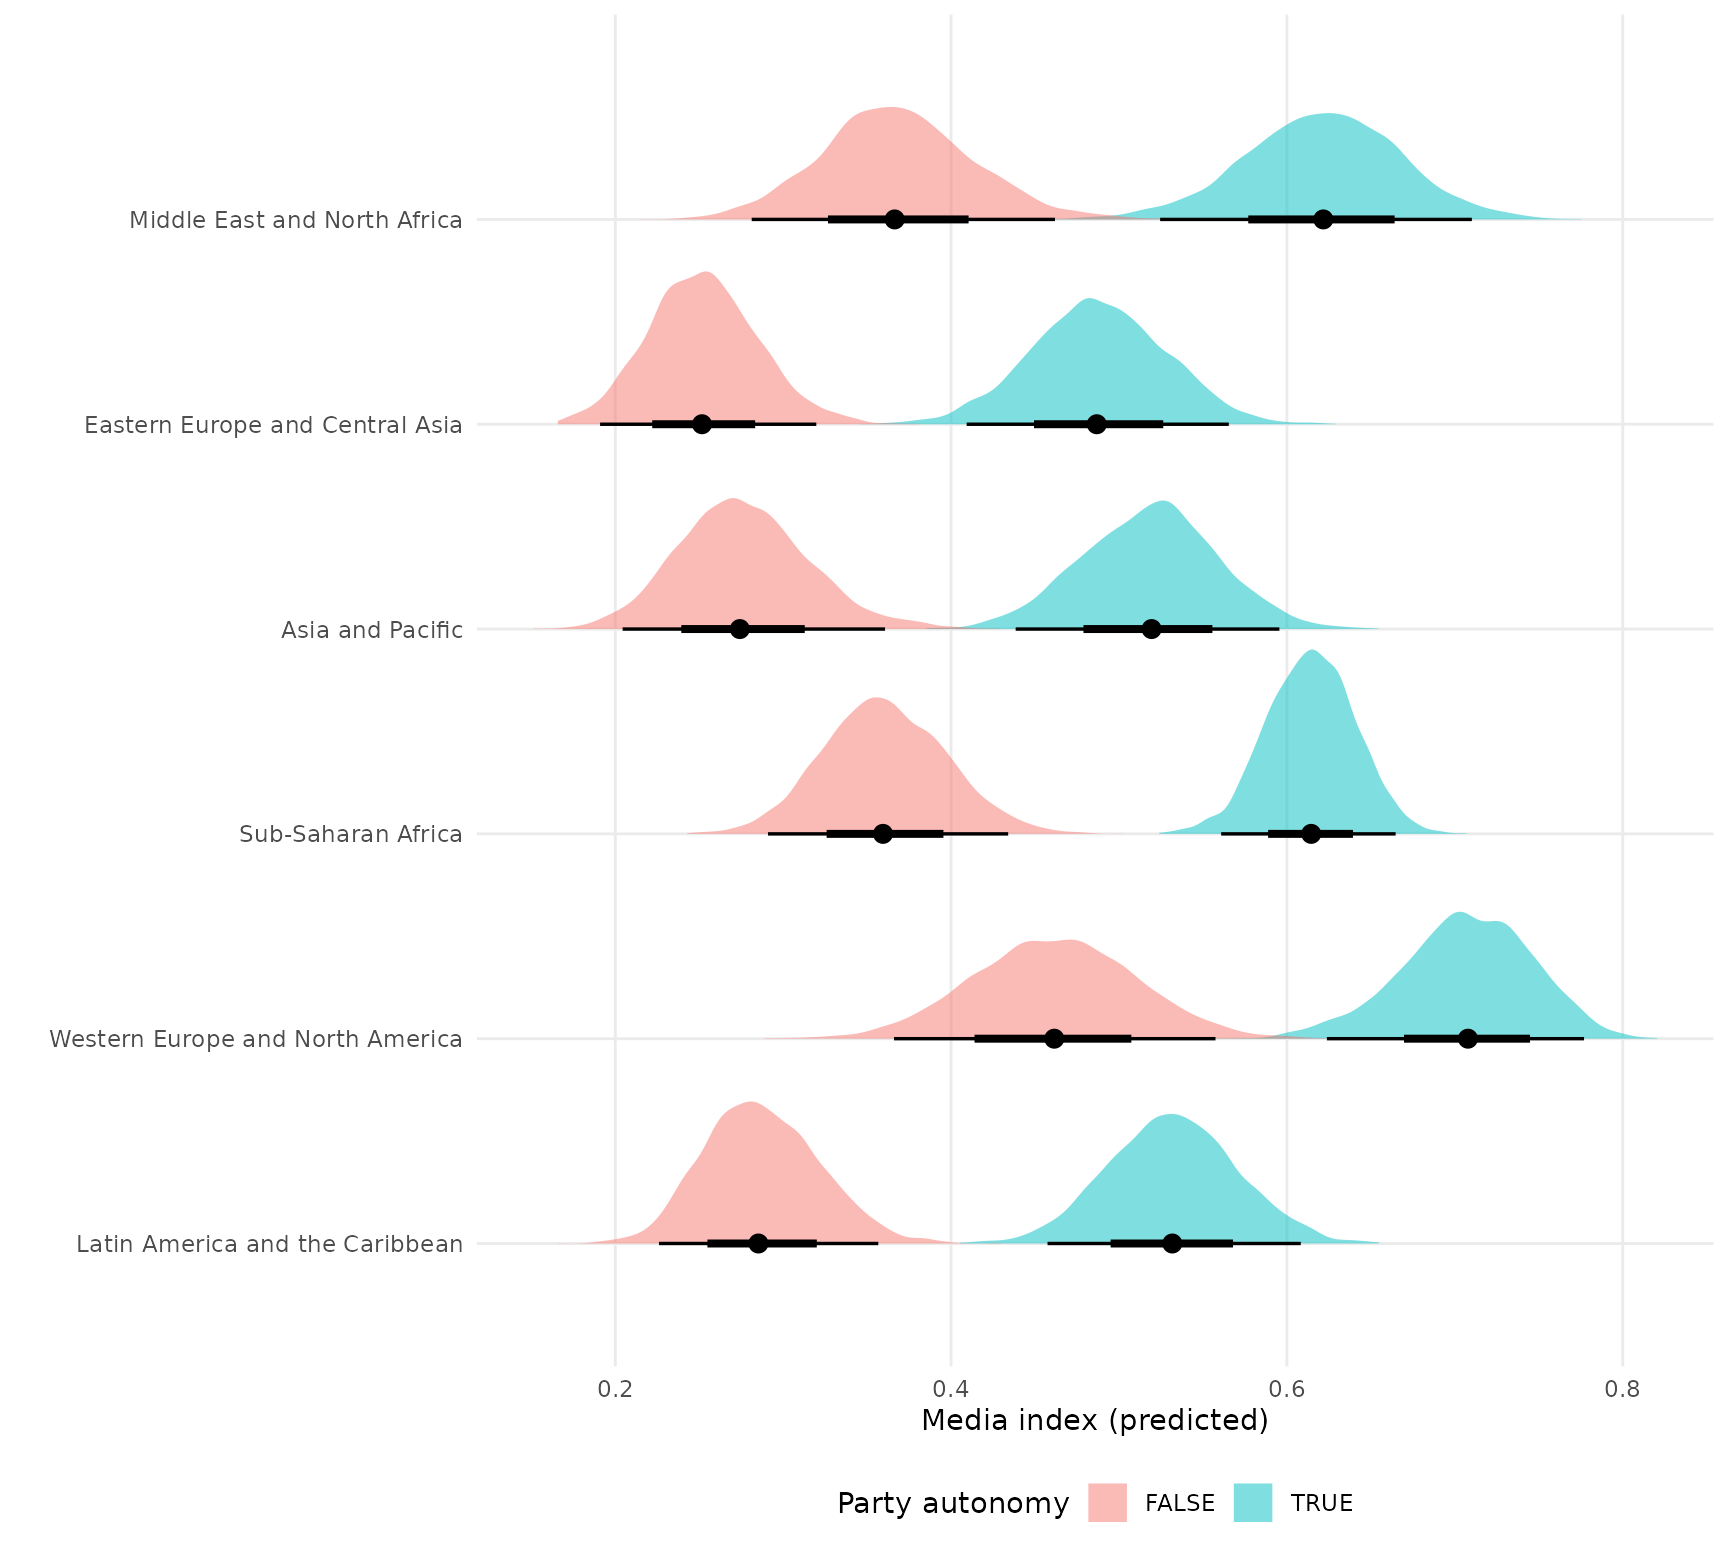 Middle East and North Africa
Eastern Europe and Central Asia
Asia and Pacific
Sub-Saharan Africa
Western Europe and North America
Latin America and the Caribbean
0.2 0.4 0.6 0.8
Media index (predicted)
Party autonomy FALSE TRUE